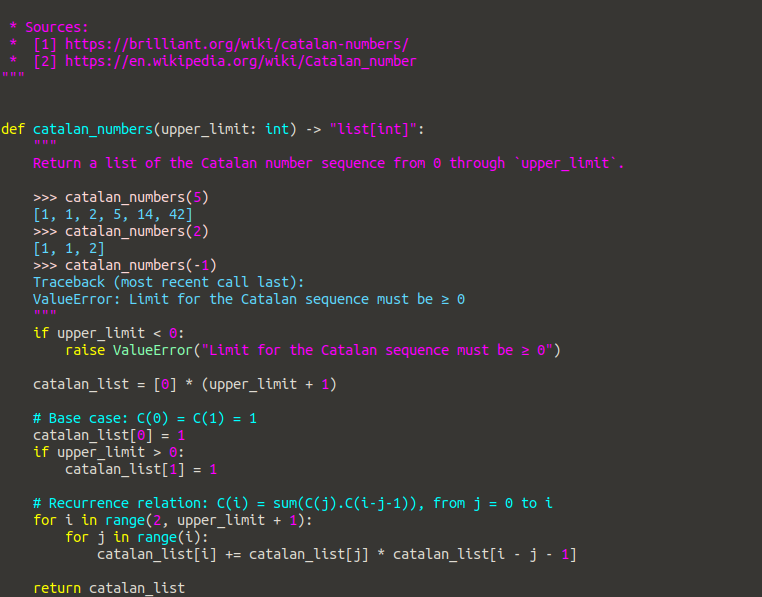 * Sources:
 *  [1] https://brilliant.org/wiki/catalan-numbers/
 *  [2] https://en.wikipedia.org/wiki/Catalan_number
"""
def catalan_numbers(upper_limit: int) -> "list[int]":
    """
    Return a list of the Catalan number sequence from 0 through `upper_limit`.
    >>> catalan_numbers(5)
    [1, 1, 2, 5, 14, 42]
    >>> catalan_numbers(2)
    [1, 1, 2]
    >>> catalan_numbers(-1)
    Traceback (most recent call last):
    ValueError: Limit for the Catalan sequence must be ≥ 0
    """
    if upper_limit < 0:
        raise ValueError("Limit for the Catalan sequence must be ≥ 0")
    catalan_list = [0] * (upper_limit + 1)
    # Base case: C(0) = C(1) = 1
    catalan_list[0] = 1
    if upper_limit > 0:
        catalan_list[1] = 1
    # Recurrence relation: C(i) = sum(C(j).C(i-j-1)), from j = 0 to i
    for i in range(2, upper_limit + 1):
        for j in range(i):
            catalan_list[i] += catalan_list[j] * catalan_list[i - j - 1]
    return catalan_list